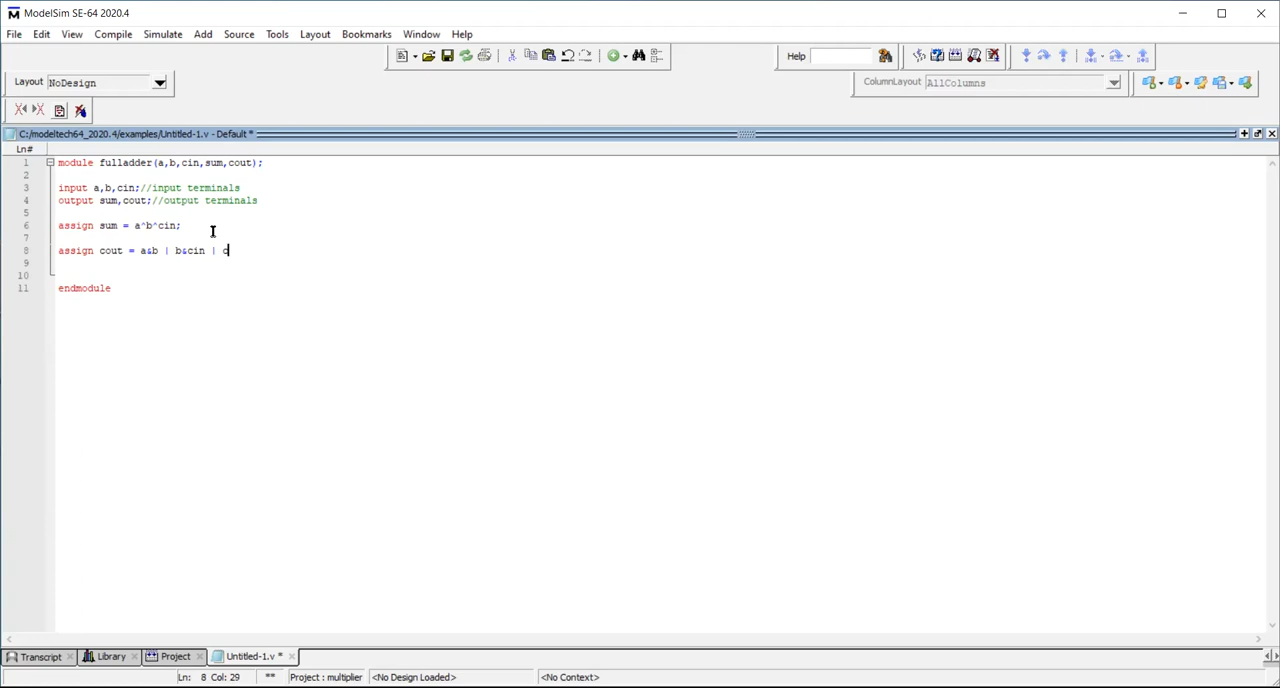 ModelSim SE-64 2020.4
File Edit View Compile Simulate Add Source Tools Layout Bookmarks Window Help
Help
Layout NoDesign
ColumnLayout AllColumns
C:/modeltech64_2020.4/examples/Untitled-1.v - Default *
Ln#
1 module fulladder(a,b,cin,sum,cout);
2
3 input a,b,cin;//input terminals
4 output sum,cout;//output terminals
5
6 assign sum = a^b^cin;
7
8 assign cout = a&b | b&cin | c
9
10
11 endmodule
Transcript Library Project Untitled-1.v *
Ln: 8 Col: 29 ** Project : multiplier <No Design Loaded> <No Context>